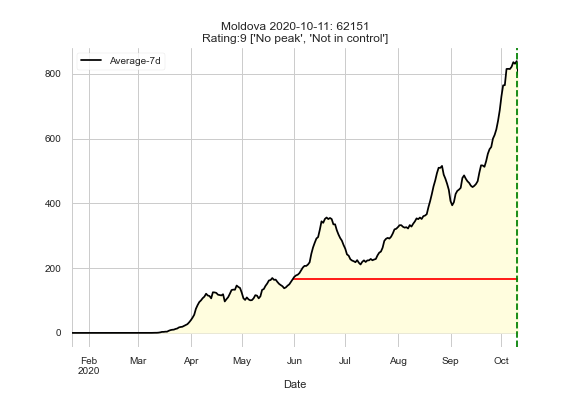 Moldova 2020-10-11: 62151
Rating:9 ['No peak', 'Not in control']
Average-7d
800
600
400
200
0
Feb Mar Apr May Jun Jul Aug Sep Oct
2020
Date